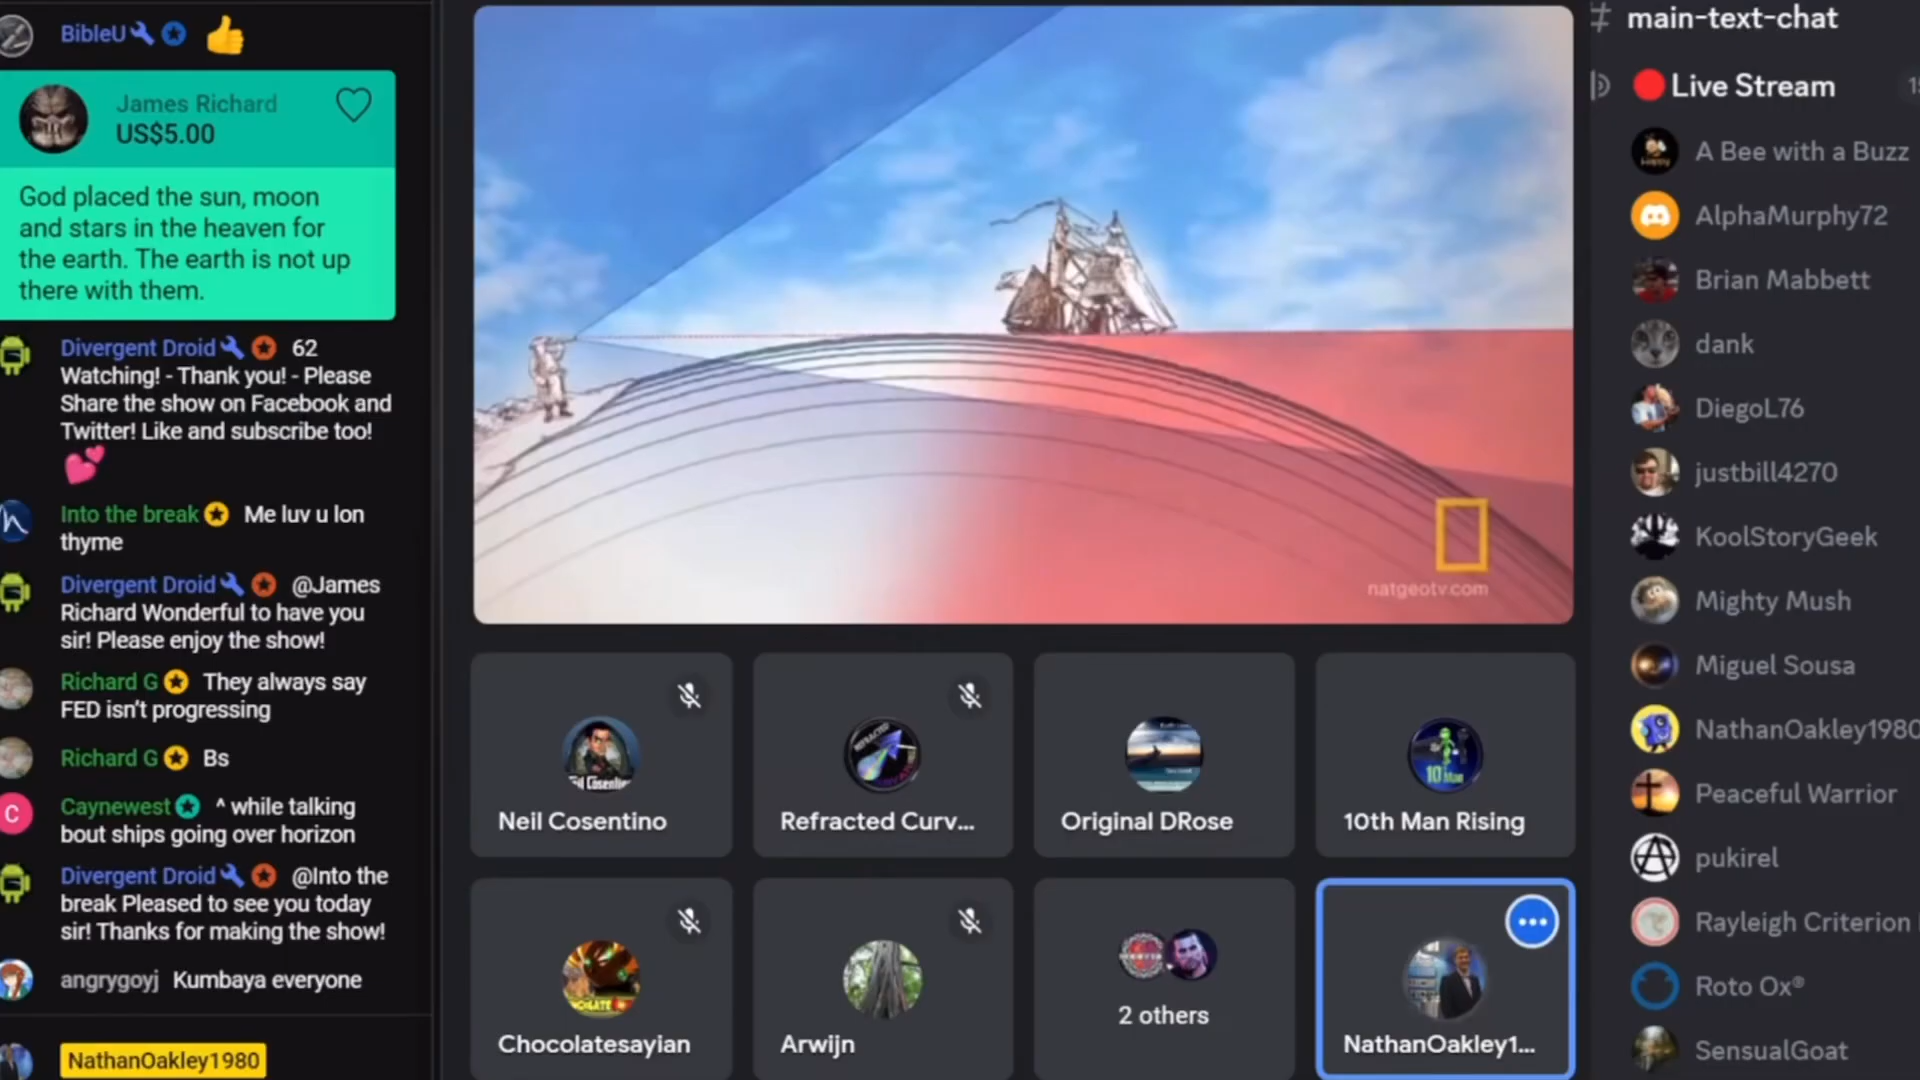 BibleU
James Richard
US$5.00
God placed the sun, moon
and stars in the heaven for
the earth. The earth is not up
there with them.
Divergent Droid 62
Watching! - Thank you! - Please
Share the show on Facebook and
Twitter! Like and subscribe too!
Into the break Me luv u lon
thyme
Divergent Droid @James
Richard Wonderful to have you
sir! Please enjoy the show!
Richard G They always say
FED isn't progressing
Richard G Bs
C
Caynewest ^ while talking
bout ships going over horizon
Divergent Droid @Into the
break Pleased to see you today
sir! Thanks for making the show!
angrygoyj Kumbaya everyone
NathanOakley1980
natgeotv.com
Neil Cosentino
Refracted Curv...
Original DRose
10 Man
10th Man Rising
Chocolatesayian
Arwijn
2 others
NathanOakley1...
# main-text-chat
Live Stream
A Bee with a Buzz
AlphaMurphy72
Brian Mabbett
dank
DiegoL76
justbill4270
KoolStoryGeek
Mighty Mush
Miguel Sousa
NathanOakley1980
Peaceful Warrior
pukirel
Rayleigh Criterion
Roto Ox®
SensualGoat